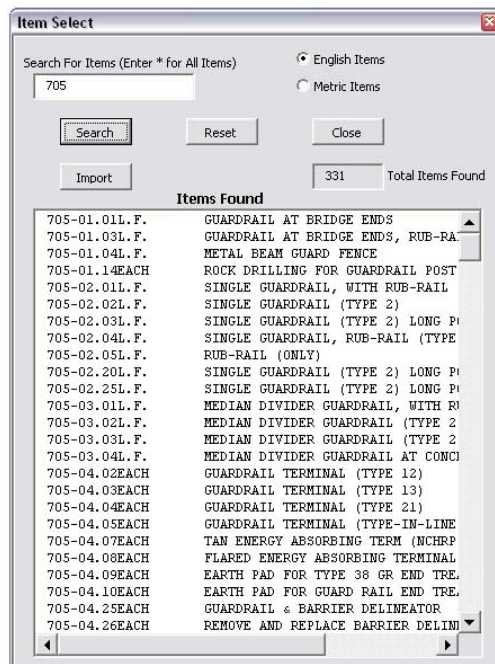 Item Select
Search For Items (Enter * for All Items)
705
English Items
Metric Items
Search
Reset
Close
Import
331 Total Items Found
Items Found
705-01.01L.F. GUARDRAIL AT BRIDGE ENDS
705-01.03L.F. GUARDRAIL AT BRIDGE ENDS, RUB-RA
705-01.04L.F. METAL BEAM GUARD FENCE
705-01.14EACH ROCK DRILLING FOR GUARDRAIL POST
705-02.01L.F. SINGLE GUARDRAIL, WITH RUB-RAIL
705-02.02L.F. SINGLE GUARDRAIL (TYPE 2)
705-02.03L.F. SINGLE GUARDRAIL (TYPE 2) LONG P
705-02.04L.F. SINGLE GUARDRAIL, RUB-RAIL (TYPE
705-02.05L.F. RUB-RAIL (ONLY)
705-02.20L.F. SINGLE GUARDRAIL (TYPE 2) LONG P
705-02.25L.F. SINGLE GUARDRAIL (TYPE 2) LONG P
705-03.01L.F. MEDIAN DIVIDER GUARDRAIL, WITH R
705-03.02L.F. MEDIAN DIVIDER GUARDRAIL (TYPE 2
705-03.03L.F. MEDIAN DIVIDER GUARDRAIL (TYPE 2
705-03.04L.F. MEDIAN DIVIDER GUARDRAIL AT CONC
705-04.02EACH GUARDRAIL TERMINAL (TYPE 12)
705-04.03EACH GUARDRAIL TERMINAL (TYPE 13)
705-04.04EACH GUARDRAIL TERMINAL (TYPE 21)
705-04.05EACH GUARDRAIL TERMINAL (TYPE-IN-LINE
705-04.07EACH TAN ENERGY ABSORBING TERM (NCHRP
705-04.08EACH FLARED ENERGY ABSORBING TERMINAL
705-04.09EACH EARTH PAD FOR TYPE 38 GR END TRE
705-04.10EACH EARTH PAD FOR GUARD RAIL END TRE
705-04.25EACH GUARDRAIL & BARRIER DELINEATOR
705-04.26EACH REMOVE AND REPLACE BARRIER DELIN